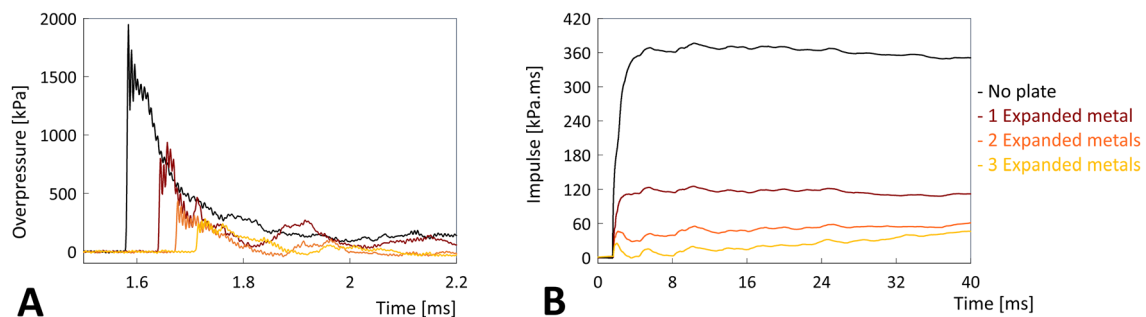 2000
1500
1000
500
0
Overpressure [kPa]
1.6
1.8
2
2.2
Time [ms]
A
420
360
300
240
180
120
60
0
Impulse [kPa.ms]
0
8
16
24
32
40
Time [ms]
B
- No plate
- 1 Expanded metal
- 2 Expanded metals
- 3 Expanded metals